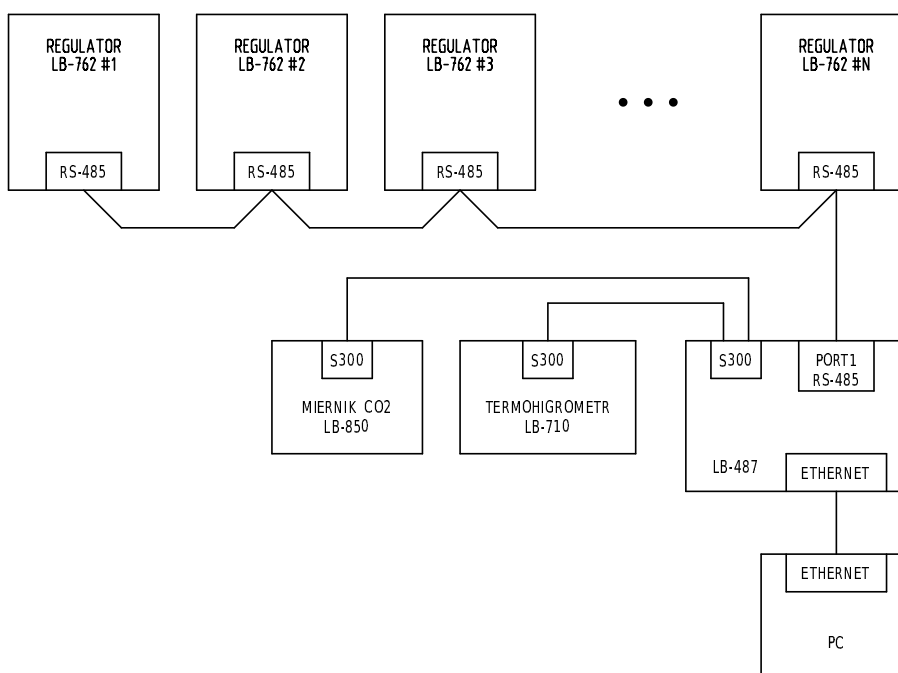 REGULATOR
LB-762 #1
RS-485
REGULATOR
LB-762 #2
RS-485
REGULATOR
LB-762 #3
RS-485
REGULATOR
LB-762 #N
RS-485
S300
MIERNIK CO2
LB-850
S300
TERMOHIGROMETR
LB-710
S300
PORT1
RS-485
LB-487
ETHERNET
ETHERNET
PC